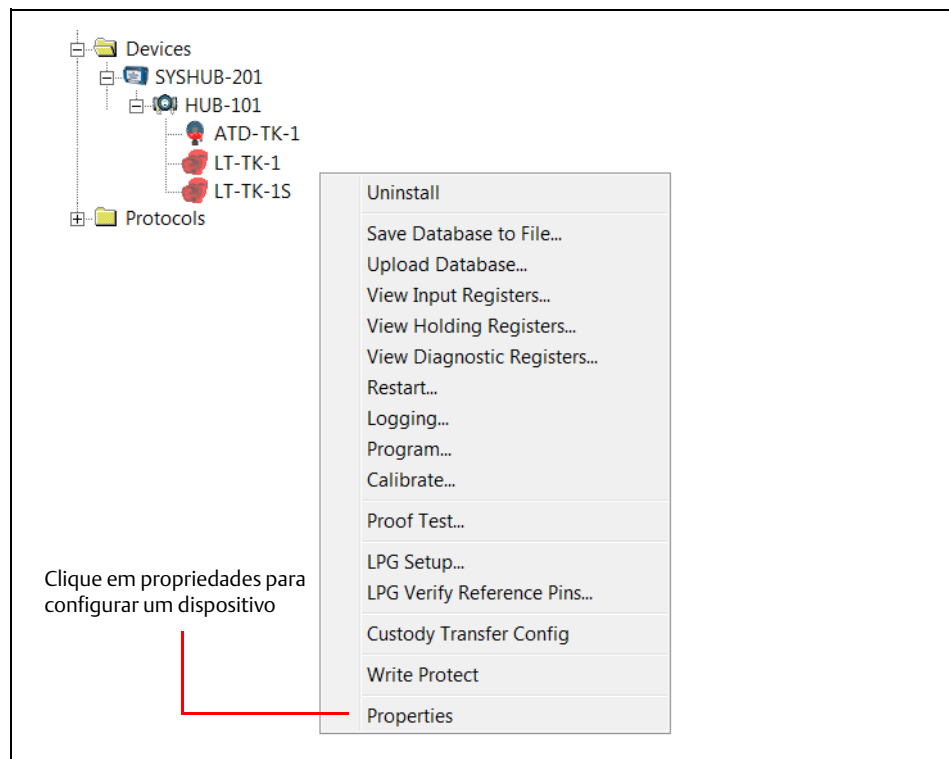 Devices
SYSHUB-201
HUB-101
ATD-TK-1
LT-TK-1
LT-TK-1S
Protocols
Uninstall
Save Database to File...
Upload Database...
View Input Registers...
View Holding Registers...
View Diagnostic Registers...
Restart...
Logging...
Program...
Calibrate...
Proof Test...
LPG Setup...
LPG Verify Reference Pins...
Custody Transfer Config
Write Protect
Properties
Clique em propriedades para
configurar um dispositivo